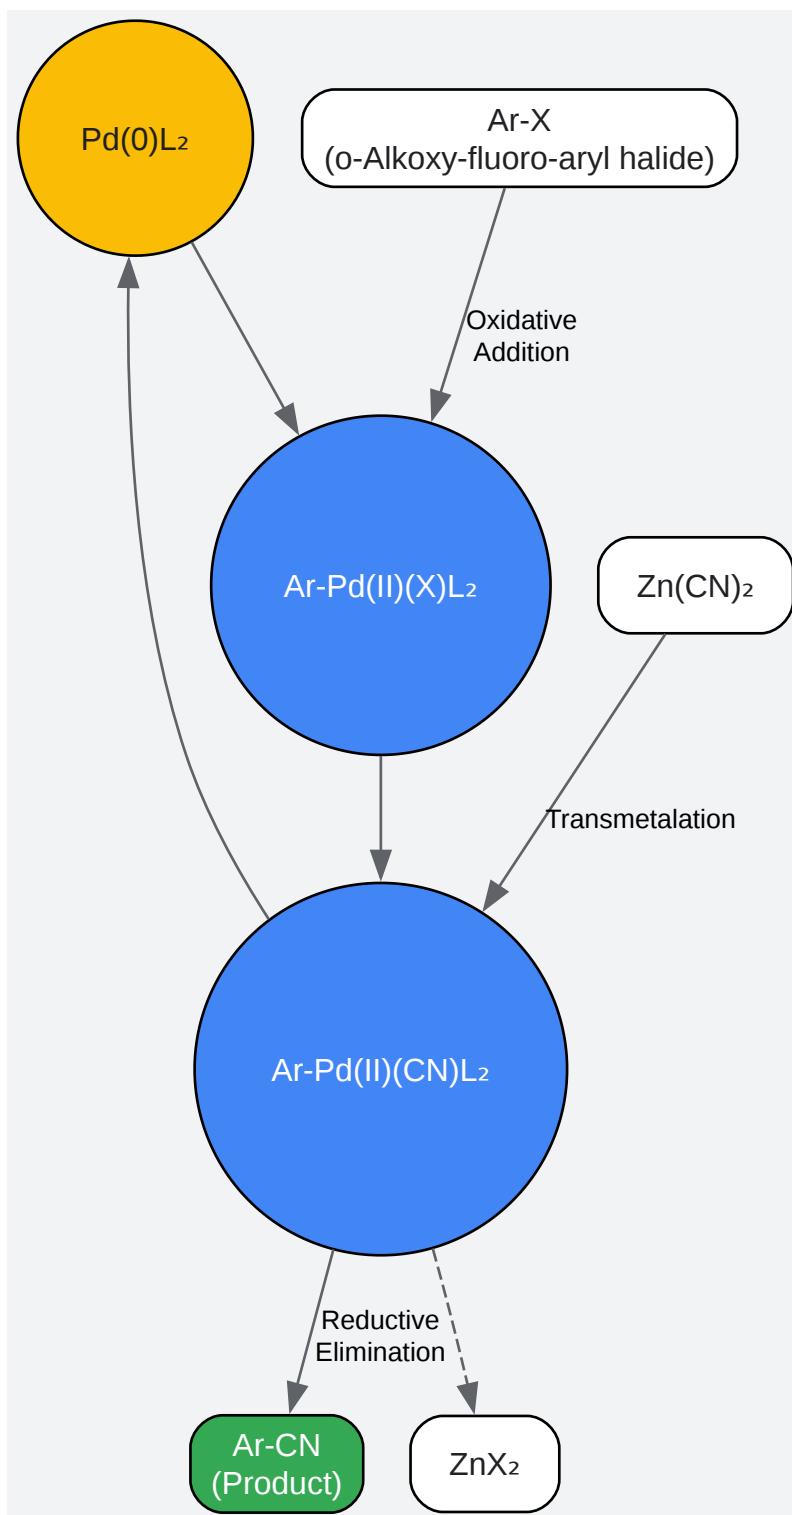 Pd(0)L₂
Ar-X
(o-Alkoxy-fluoro-aryl halide)
Oxidative
Addition
Ar-Pd(II)(X)L₂
Zn(CN)₂
Transmetalation
Ar-Pd(II)(CN)L₂
Reductive
Elimination
Ar-CN
(Product)
ZnX₂